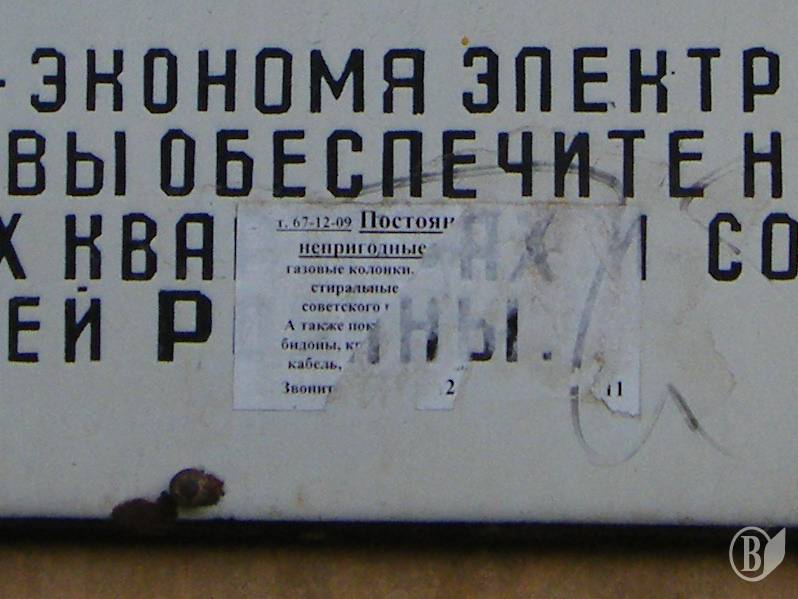 - ЭКОНОМЯ ЭЛЕКТР
ВЫ ОБЕСПЕЧИТЕ Н
Х КВА АХ И СО
ЕЙ Р НЫ.
т. 67-12-09 Постоян
непригодные
газовые колонки,
стиральные
советского
А также пок
бидоны, к
кабель,
Звонит 2 11
В